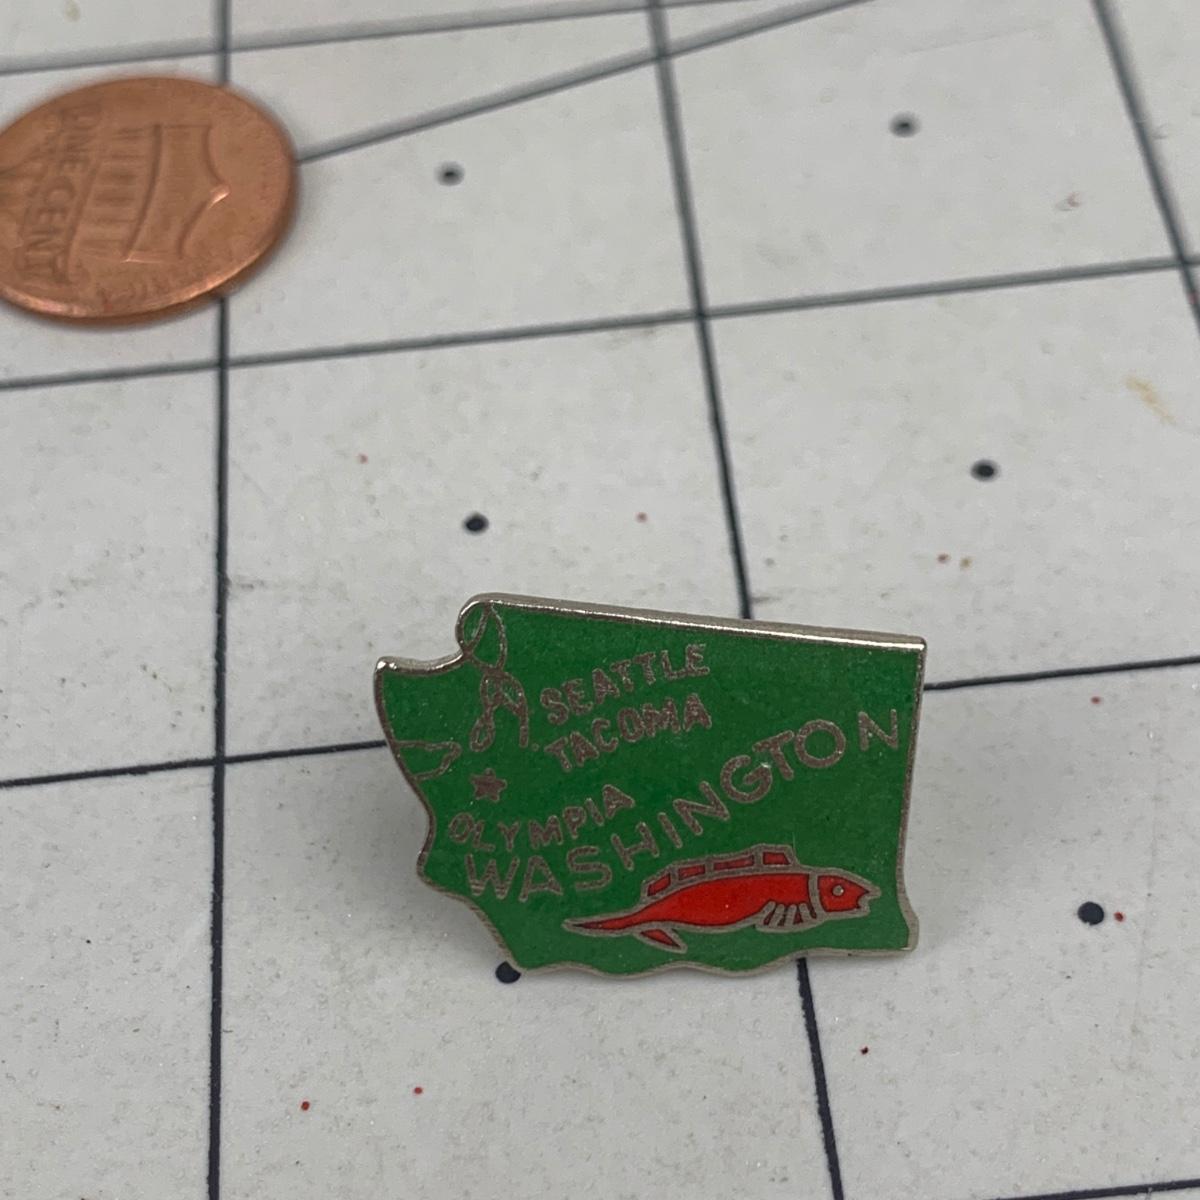 ONE CENT
SEATTLE
TACOMA
OLYMPIA
WASHINGTON